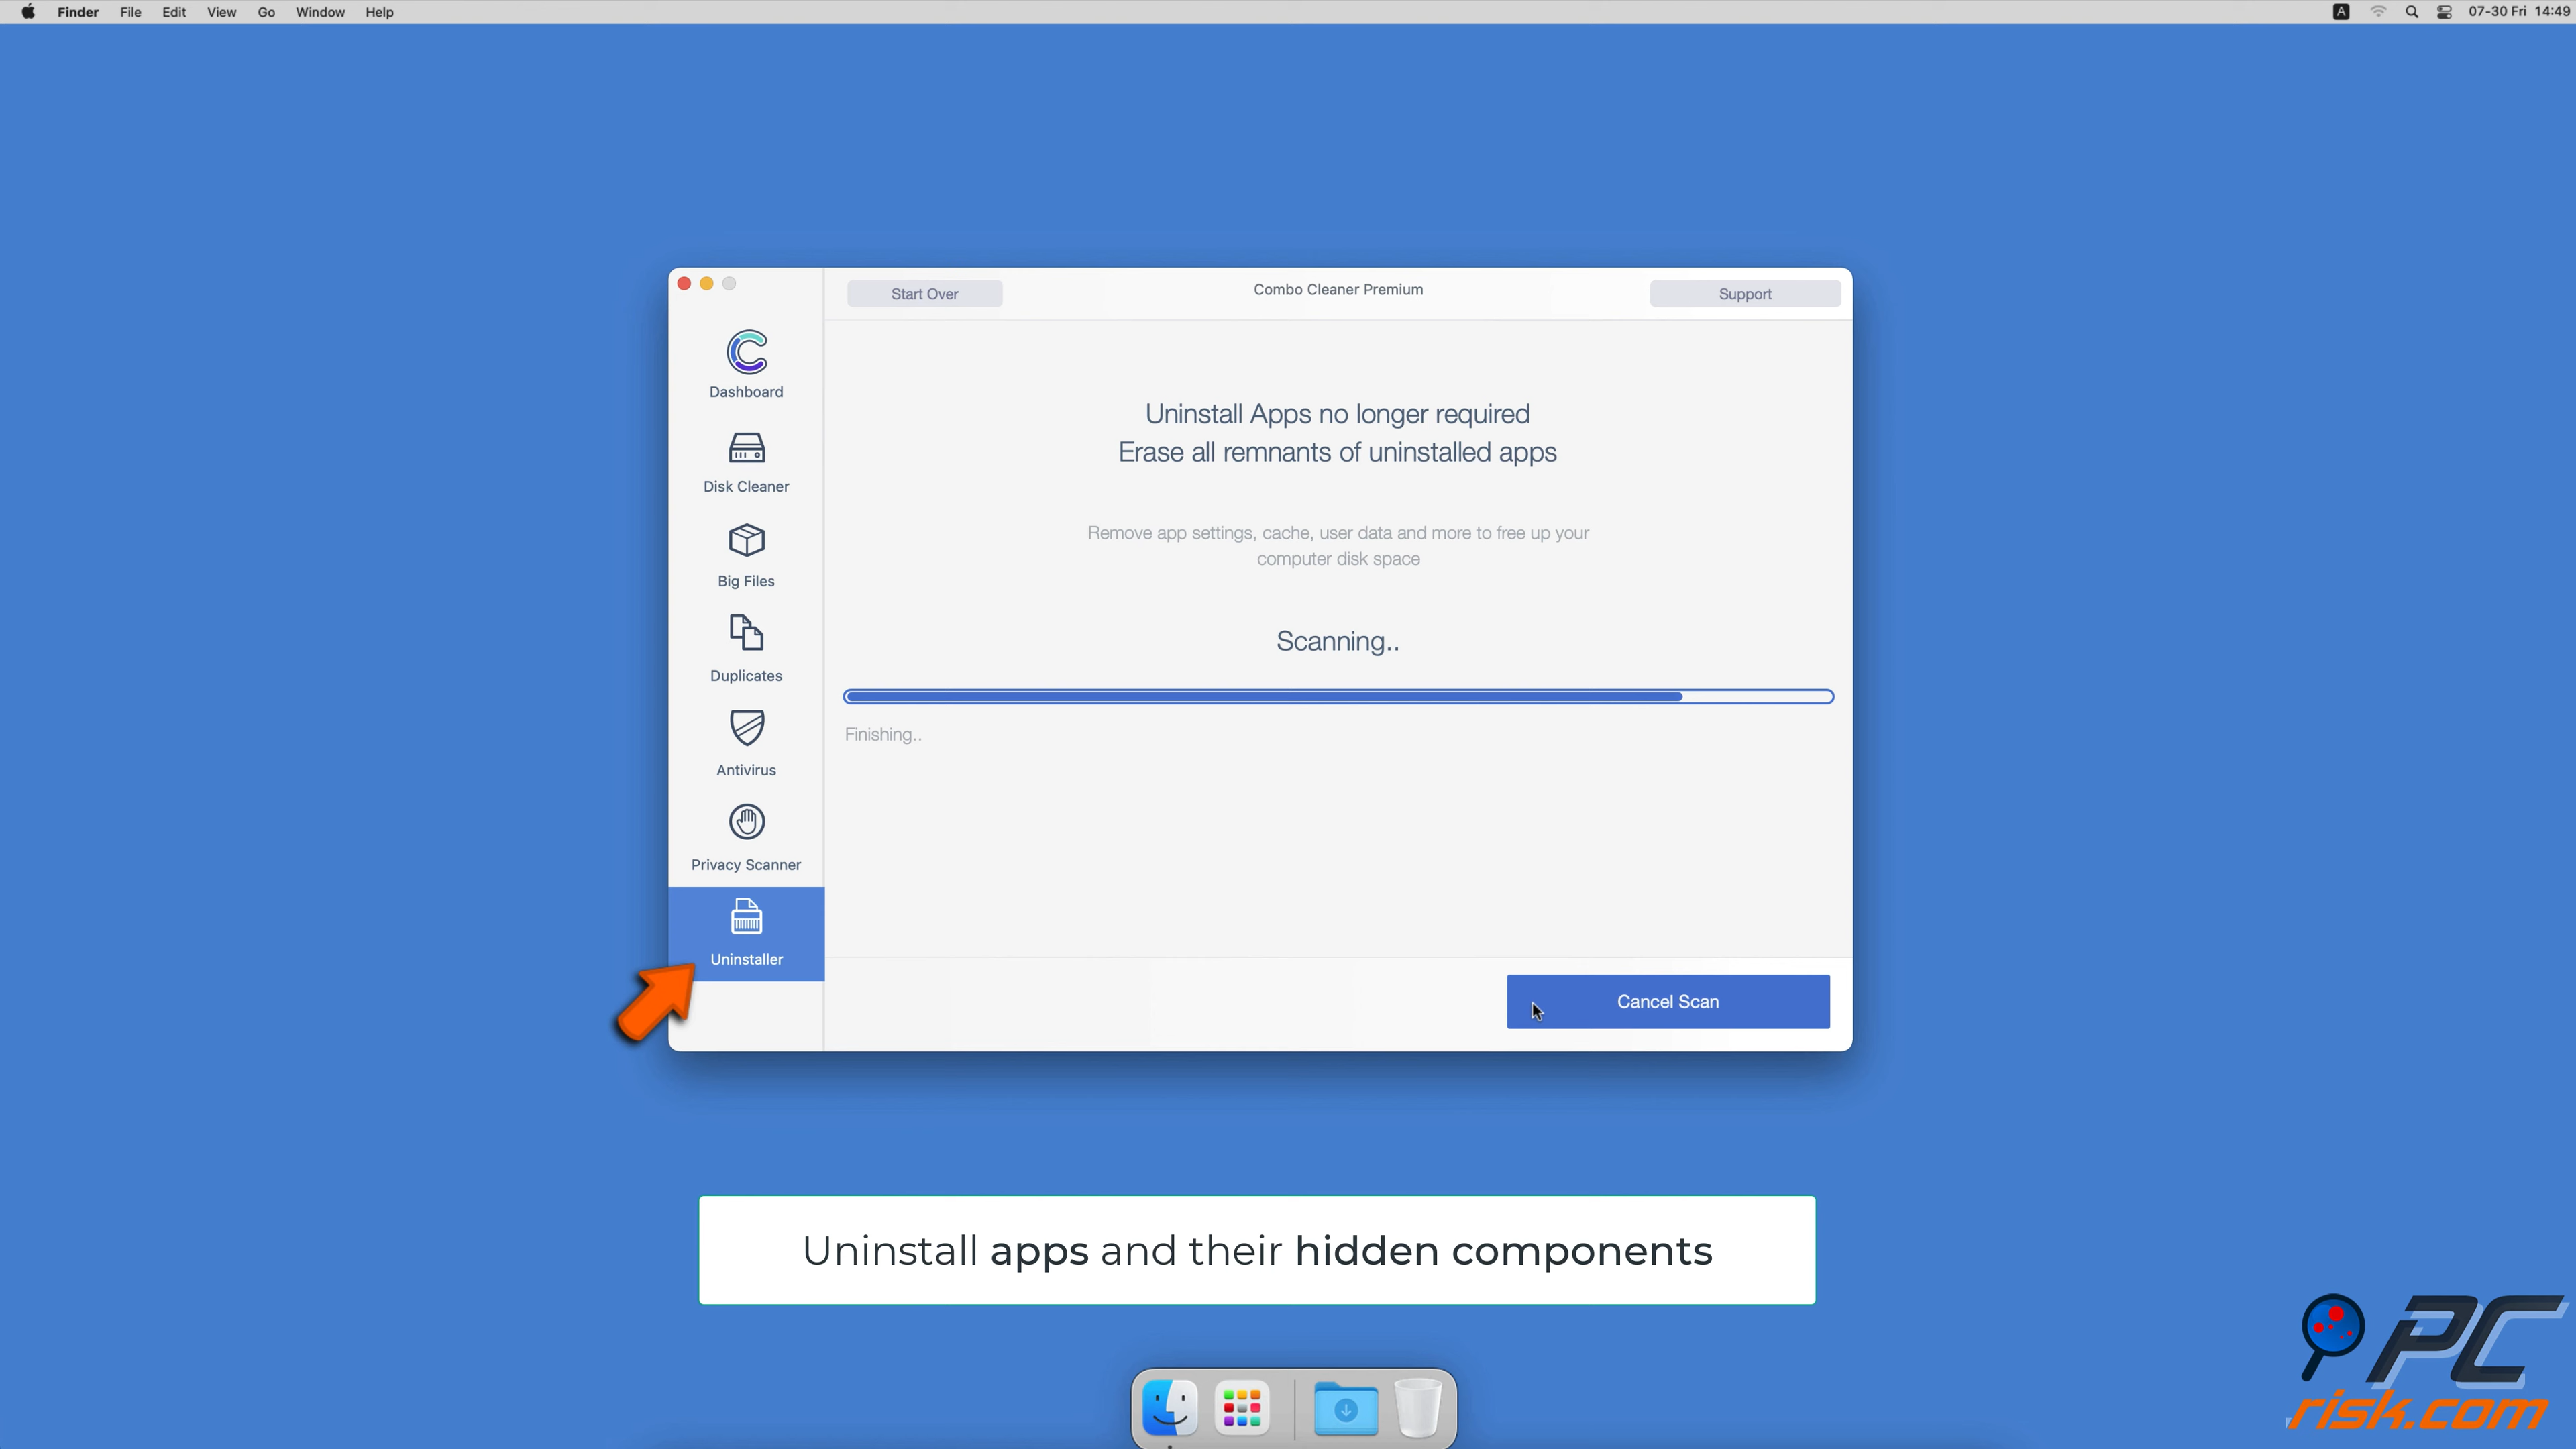 Finder File Edit View Go Window Help
A 07-30 Fri 14:49
Start Over
Combo Cleaner Premium
Support
Dashboard
Disk Cleaner
Big Files
Duplicates
Antivirus
Privacy Scanner
Uninstaller
Uninstall Apps no longer required
Erase all remnants of uninstalled apps
Remove app settings, cache, user data and more to free up your
computer disk space
Scanning..
Finishing..
Cancel Scan
Uninstall apps and their hidden components
PC
risk.com